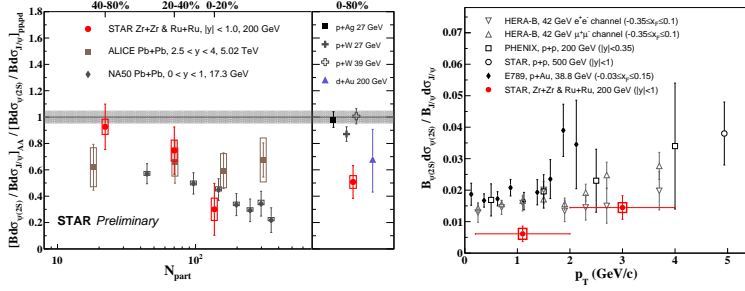 40-80% 20-40% 0-20% 0-80%
STAR Zr+Zr & Ru+Ru, |y| < 1.0, 200 GeV
ALICE Pb+Pb, 2.5 < y < 4, 5.02 TeV
NA50 Pb+Pb, 0 < y < 1, 17.3 GeV
p+Ag 27 GeV
p+W 27 GeV
p+W 39 GeV
d+Au 200 GeV
[Bdσψ(2S) / BdσJ/ψ]AA / [Bdσψ(2S) / BdσJ/ψ]pp,pd
1.8
1.6
1.4
1.2
1
0.8
0.6
0.4
0.2
0
STAR Preliminary
10 10²
Npart
HERA-B, 42 GeV e⁺e⁻ channel (-0.35≤xF≤0.1)
HERA-B, 42 GeV μ⁺μ⁻ channel (-0.35≤xF≤0.1)
PHENIX, p+p, 200 GeV (|y|<0.35)
STAR, p+p, 500 GeV (|y|<1)
E789, p+Au, 38.8 GeV (-0.03≤xF≤0.15)
STAR, Zr+Zr & Ru+Ru, 200 GeV (|y|<1)
Bψ(2S)dσψ(2S) / BJ/ψdσJ/ψ
0.08
0.07
0.06
0.05
0.04
0.03
0.02
0.01
0
0 1 2 3 4 5
pT (GeV/c)